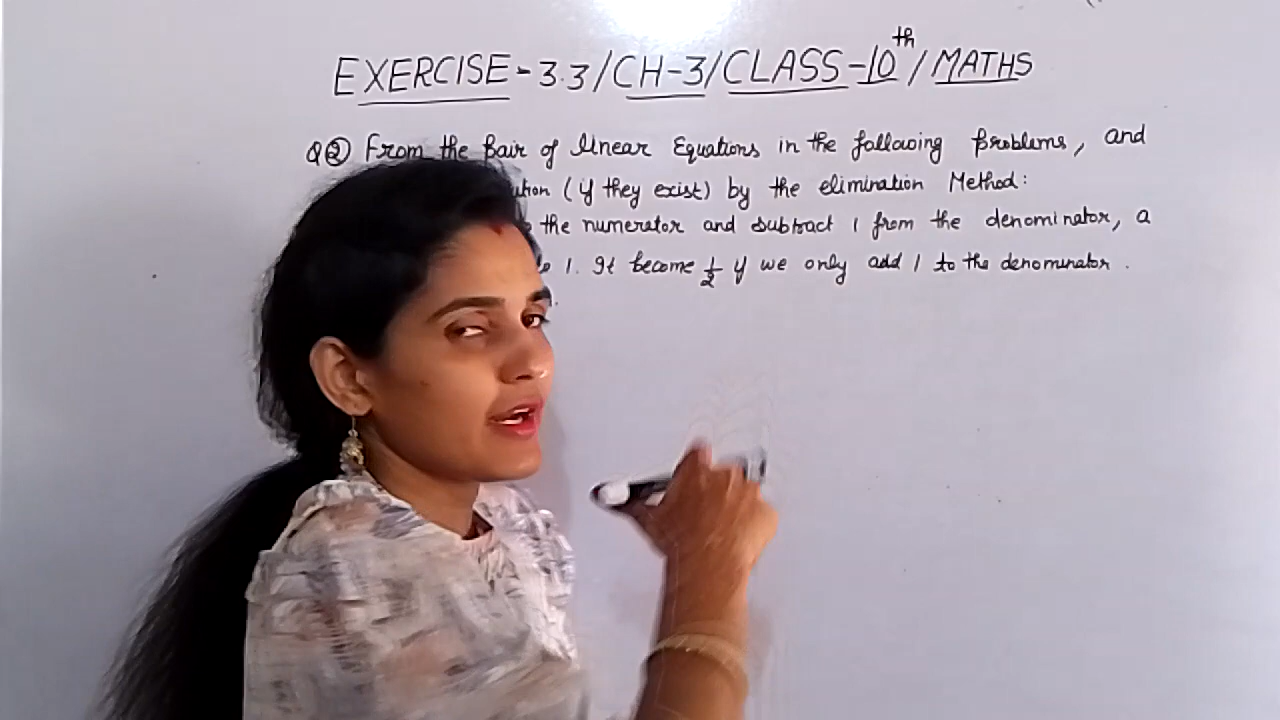 EXERCISE-3.3/CH-3/CLASS-10th/MATHS
Q② From the Pair of linear Equations in the following Problems, and
(if they exist) by the elimination Method:
the numerator and subtract 1 from the denominator, a
1. It become 1/2 if we only add 1 to the denominator.